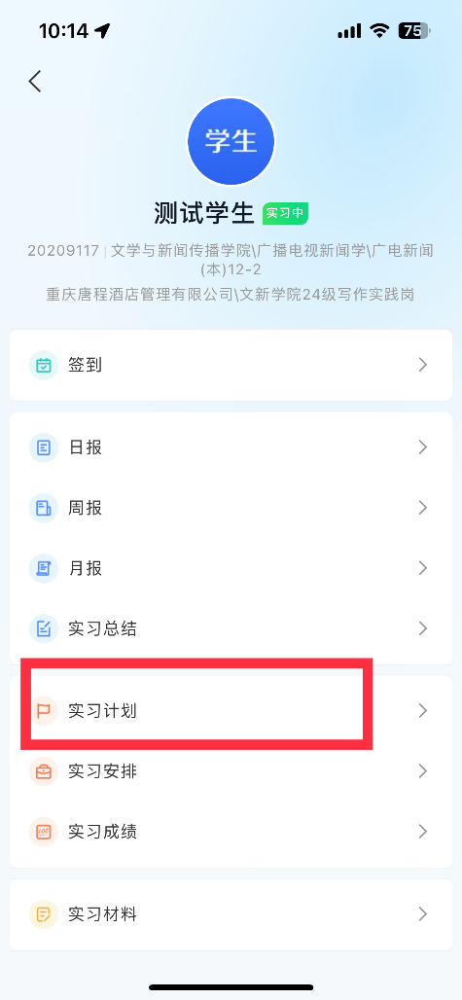 10:14
75
学生
测试学生 实习中
20209117 | 文学与新闻传播学院\广播电视新闻学\广电新闻
(本)12-2
重庆唐程酒店管理有限公司\文新学院24级写作实践岗
签到
日报
周报
月报
实习总结
实习计划
实习安排
实习成绩
实习材料